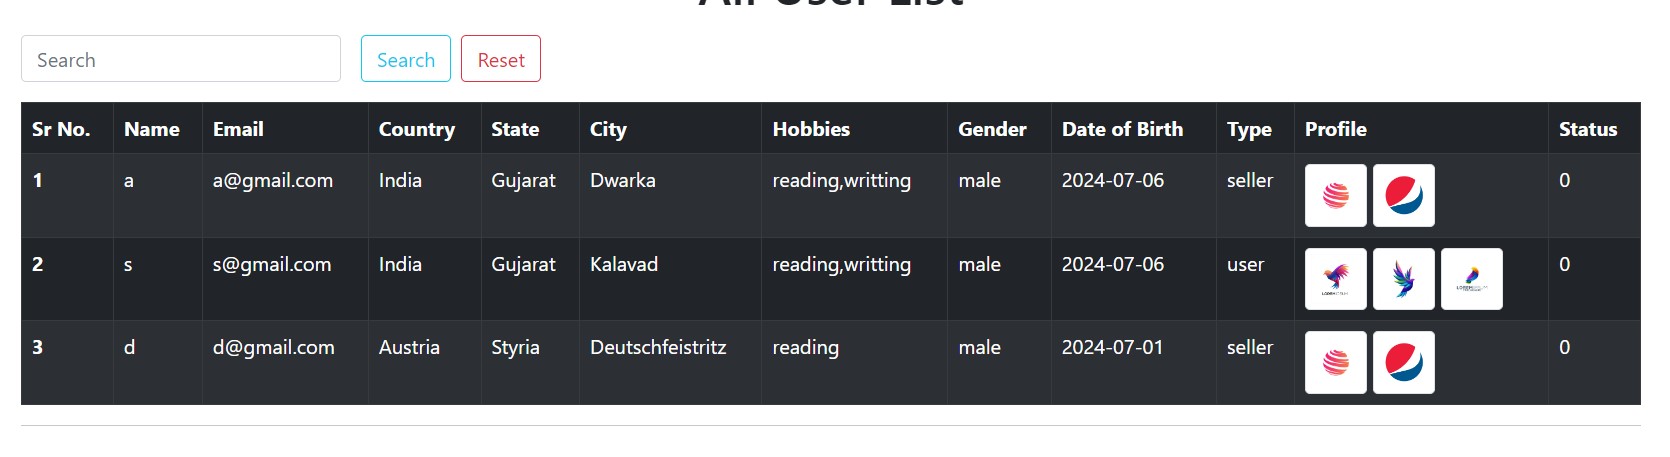 All User List
Search Search Reset
Sr No. Name Email Country State City Hobbies Gender Date of Birth Type Profile Status
1 a a@gmail.com India Gujarat Dwarka reading,writting male 2024-07-06 seller 0
2 s s@gmail.com India Gujarat Kalavad reading,writting male 2024-07-06 user 0
3 d d@gmail.com Austria Styria Deutschfeistritz reading male 2024-07-01 seller 0